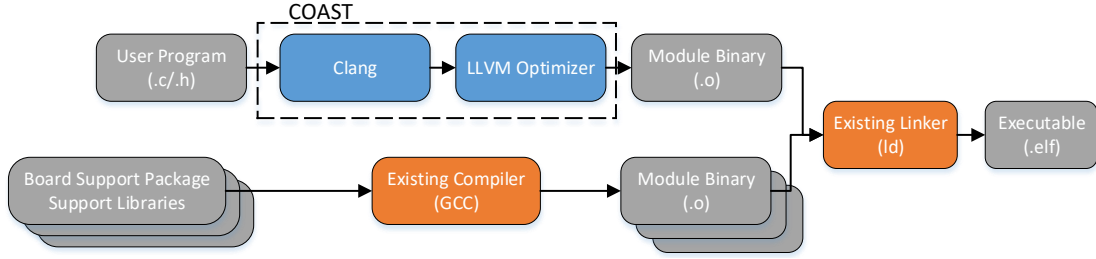 COAST
User Program
(.c/.h)
Clang
LLVM Optimizer
Module Binary
(.o)
Existing Linker
(ld)
Executable
(.elf)
Board Support Package
Support Libraries
Existing Compiler
(GCC)
Module Binary
(.o)